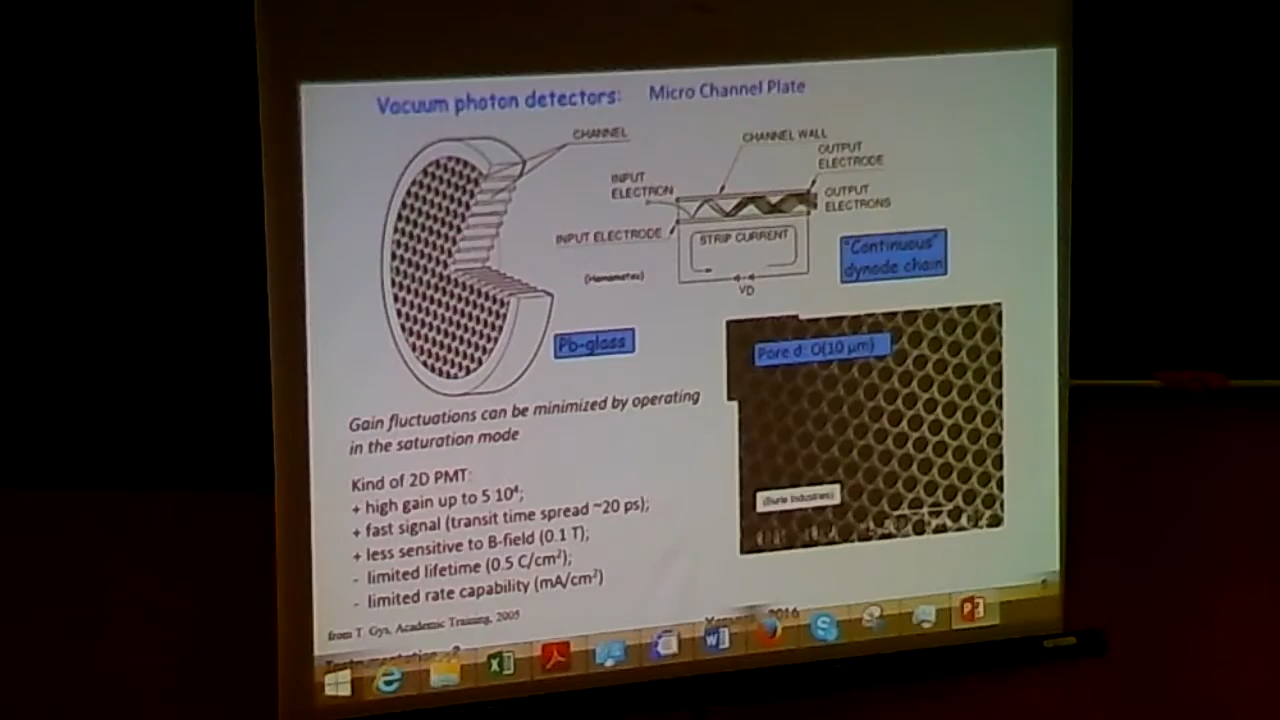 Vacuum photon detectors: Micro Channel Plate
CHANNEL
CHANNEL WALL
OUTPUT
ELECTRODE
INPUT
ELECTRON
OUTPUT
ELECTRONS
INPUT ELECTRODE
STRIP CURRENT
"Continuous"
dynode chain
(Hamamatsu)
VD
Pb-glass
Pore d: O(10 µm)
Gain fluctuations can be minimized by operating
in the saturation mode
Kind of 2D PMT:
+ high gain up to 5 10⁴;
+ fast signal (transit time spread ~20 ps);
+ less sensitive to B-field (0.1 T);
- limited lifetime (0.5 C/cm²);
- limited rate capability (mA/cm²)
(Burle Industries)
from T. Gys, Academic Training, 2005
2016